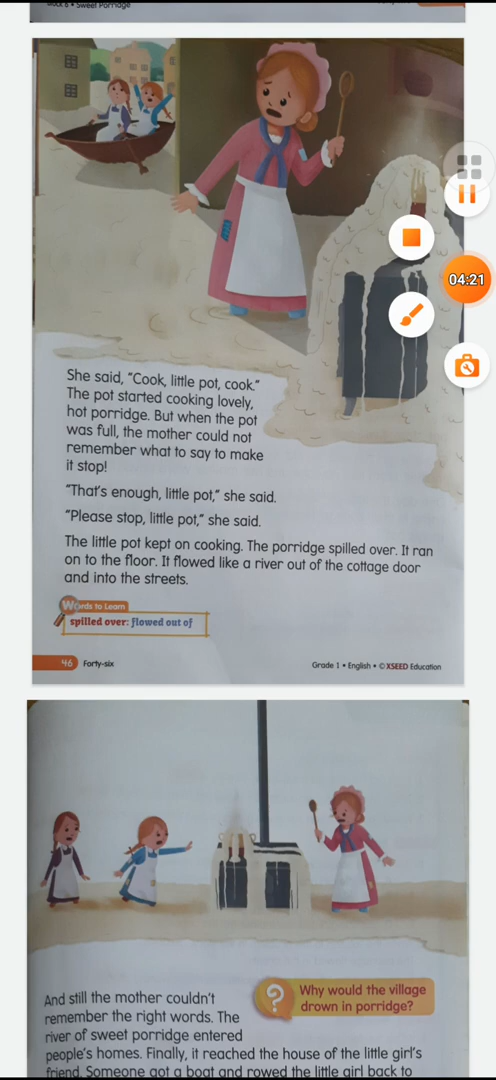 Book 6 • Sweet Porridge
04:21
She said, “Cook, little pot, cook.”
The pot started cooking lovely,
hot porridge. But when the pot
was full, the mother could not
remember what to say to make
it stop!
“That’s enough, little pot,” she said.
“Please stop, little pot,” she said.
The little pot kept on cooking. The porridge spilled over. It ran
on to the floor. It flowed like a river out of the cottage door
and into the streets.
Words to Learn
spilled over: flowed out of
46 Forty-six
Grade 1 • English • © XSEED Education
And still the mother couldn’t
remember the right words. The
river of sweet porridge entered
people’s homes. Finally, it reached the house of the little girl’s
friend. Someone got a boat and rowed the little girl back to
? Why would the village
drown in porridge?